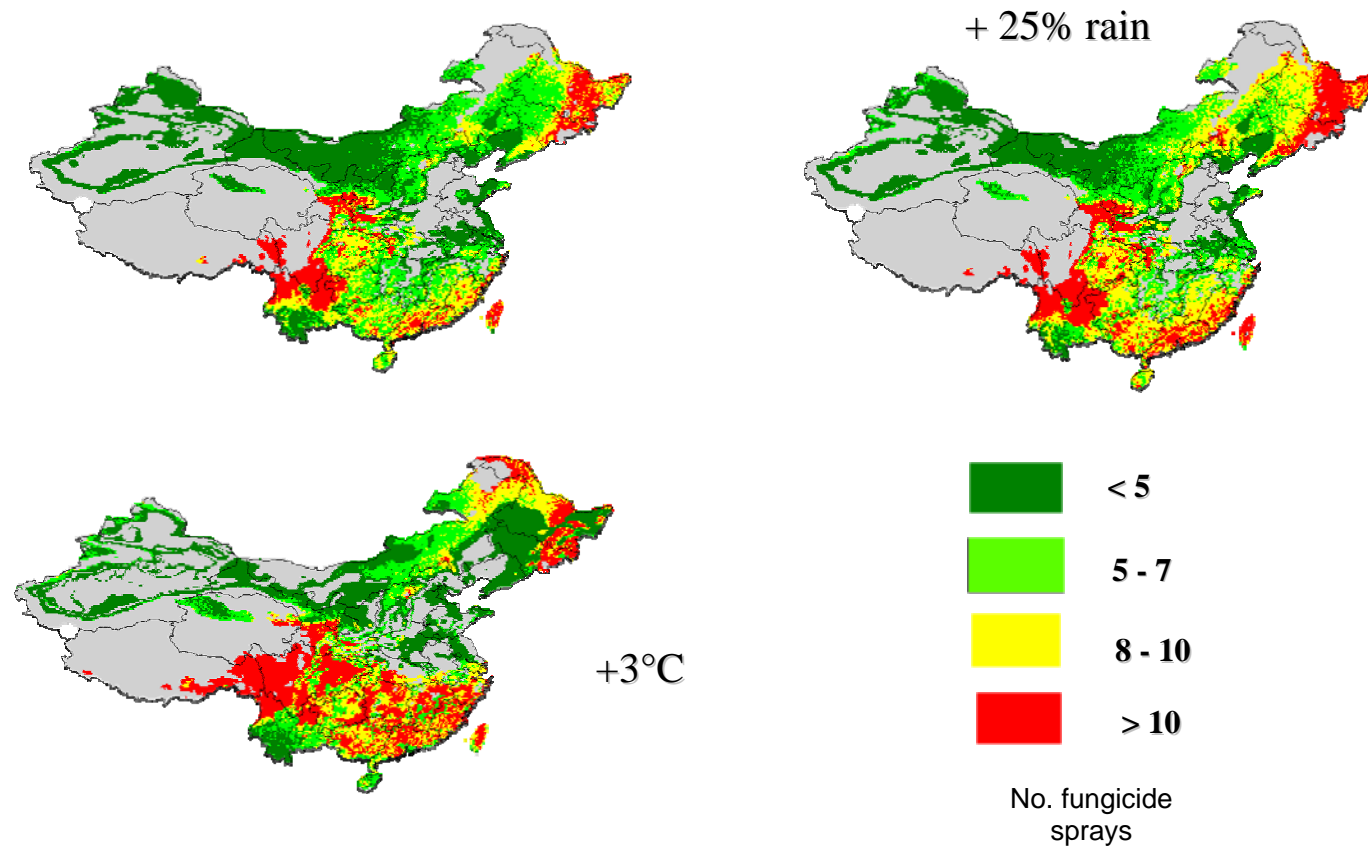 + 25% rain
+3°C
< 5
5 - 7
8 - 10
> 10
No. fungicide
sprays